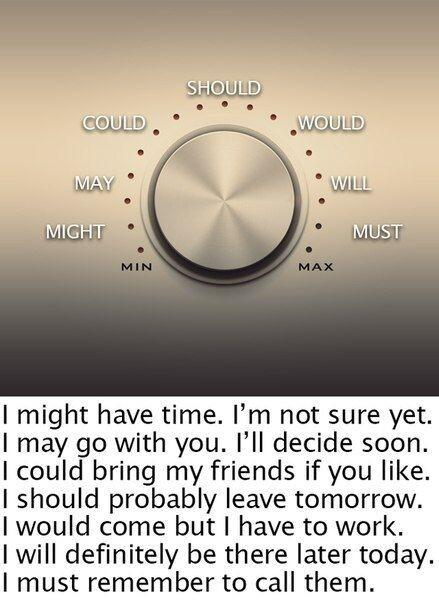 SHOULD
COULD
WOULD
MAY
WILL
MIGHT
MUST
MIN
MAX
I might have time. I'm not sure yet.
I may go with you. I'll decide soon.
I could bring my friends if you like.
I should probably leave tomorrow.
I would come but I have to work.
I will definitely be there later today.
I must remember to call them.